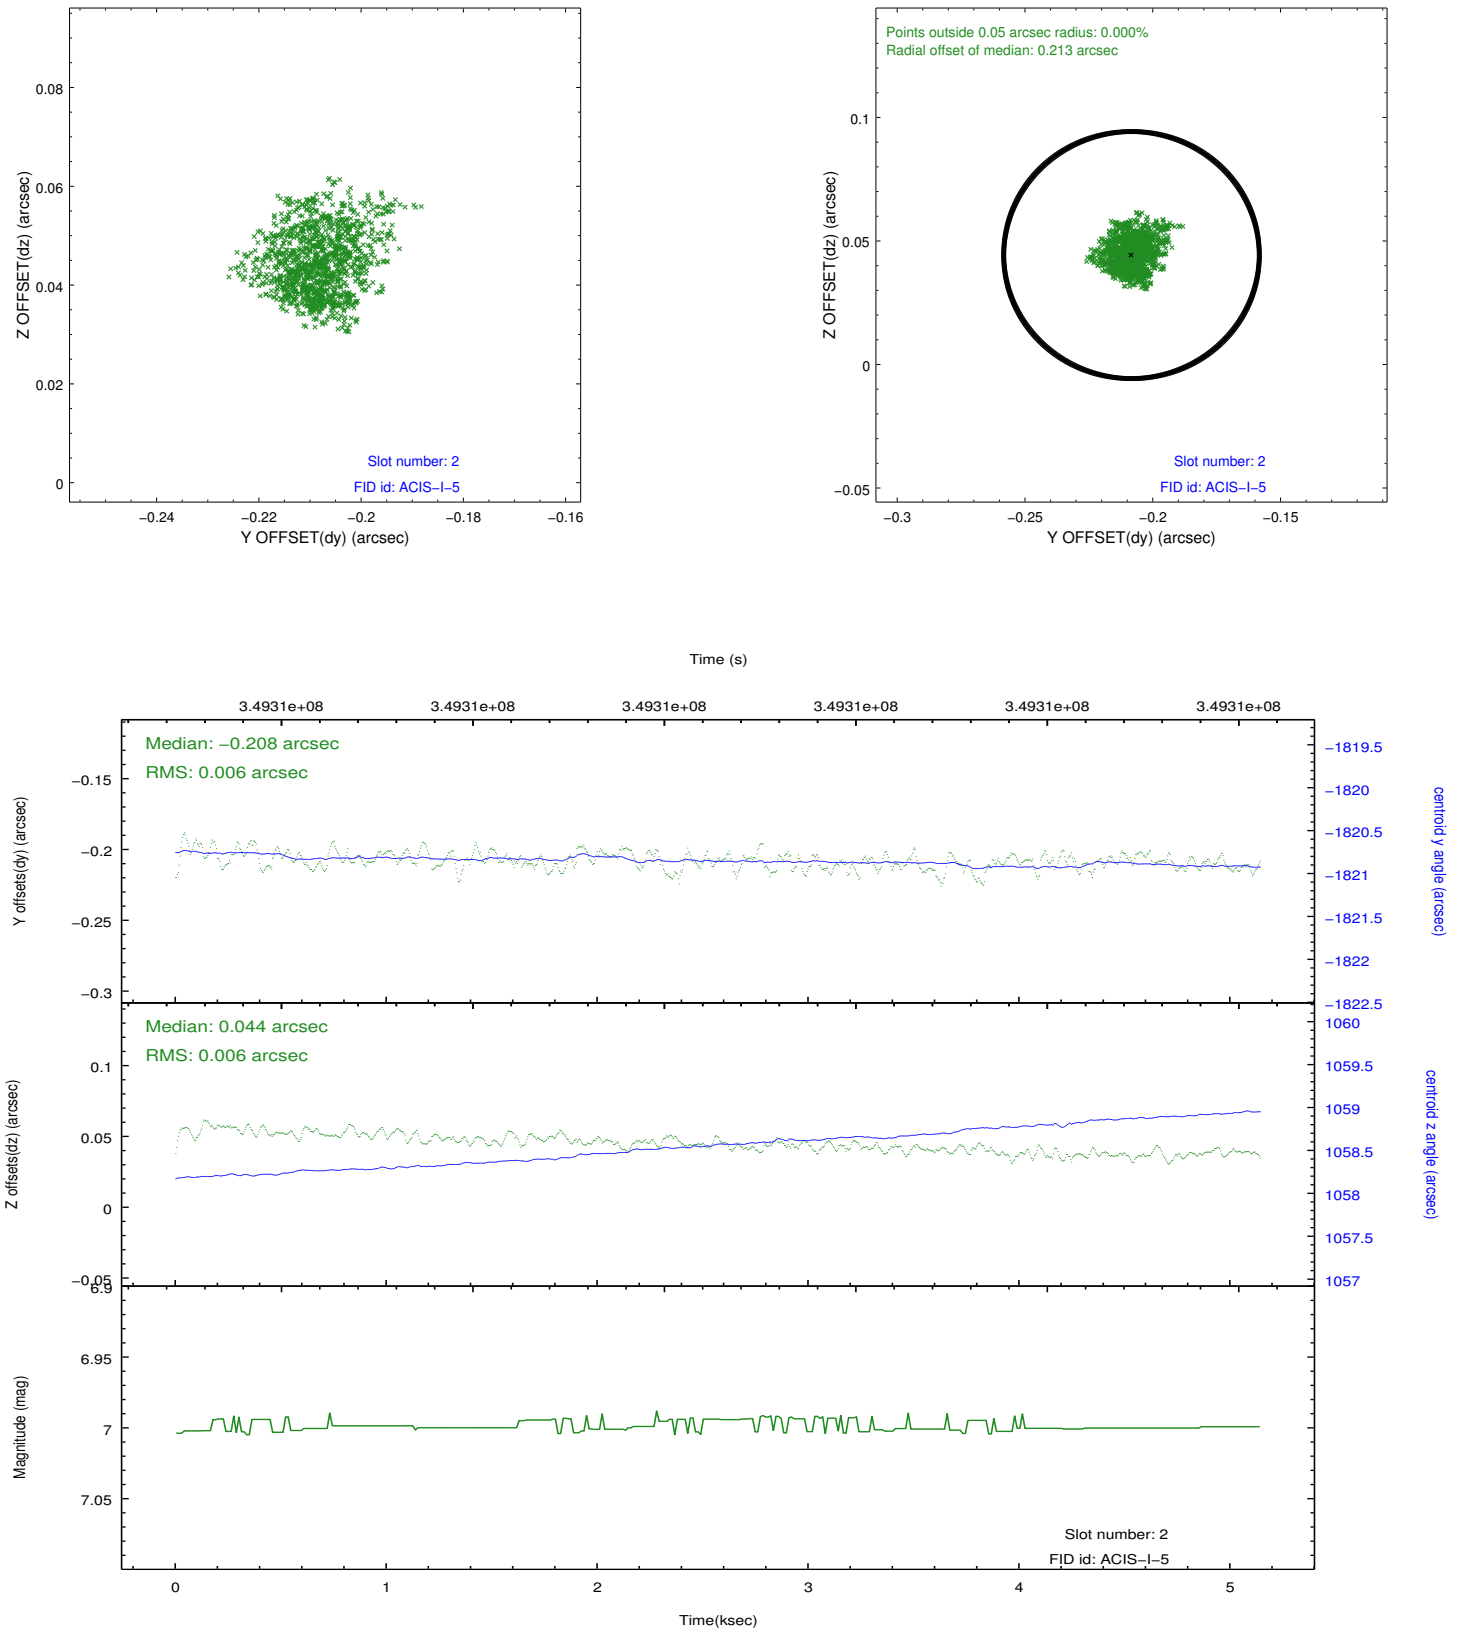 0.08
0.06
0.04
0.02
0
Z OFFSET(dz) (arcsec)
Slot number: 2
FID id: ACIS−I−5
−0.24 −0.22 −0.2 −0.18 −0.16
Y OFFSET(dy) (arcsec)
Points outside 0.05 arcsec radius: 0.000%
Radial offset of median: 0.213 arcsec
0.1
0.05
0
−0.05
Z OFFSET(dz) (arcsec)
Slot number: 2
FID id: ACIS−I−5
−0.3 −0.25 −0.2 −0.15
Y OFFSET(dy) (arcsec)
Time (s)
3.4931e+08 3.4931e+08 3.4931e+08 3.4931e+08 3.4931e+08 3.4931e+08
Median: −0.208 arcsec
RMS: 0.006 arcsec
−0.15
−0.2
−0.25
−0.3
Y offsets(dy) (arcsec)
−1819.5
−1820
−1820.5
−1821
−1821.5
−1822
−1822.5
centroid y angle (arcsec)
Median: 0.044 arcsec
RMS: 0.006 arcsec
0.1
0.05
0
−0.05
Z offsets(dz) (arcsec)
1060
1059.5
1059
1058.5
1058
1057.5
1057
centroid z angle (arcsec)
6.9
6.95
7
7.05
Magnitude (mag)
Slot number: 2
FID id: ACIS−I−5
0 1 2 3 4 5
Time(ksec)